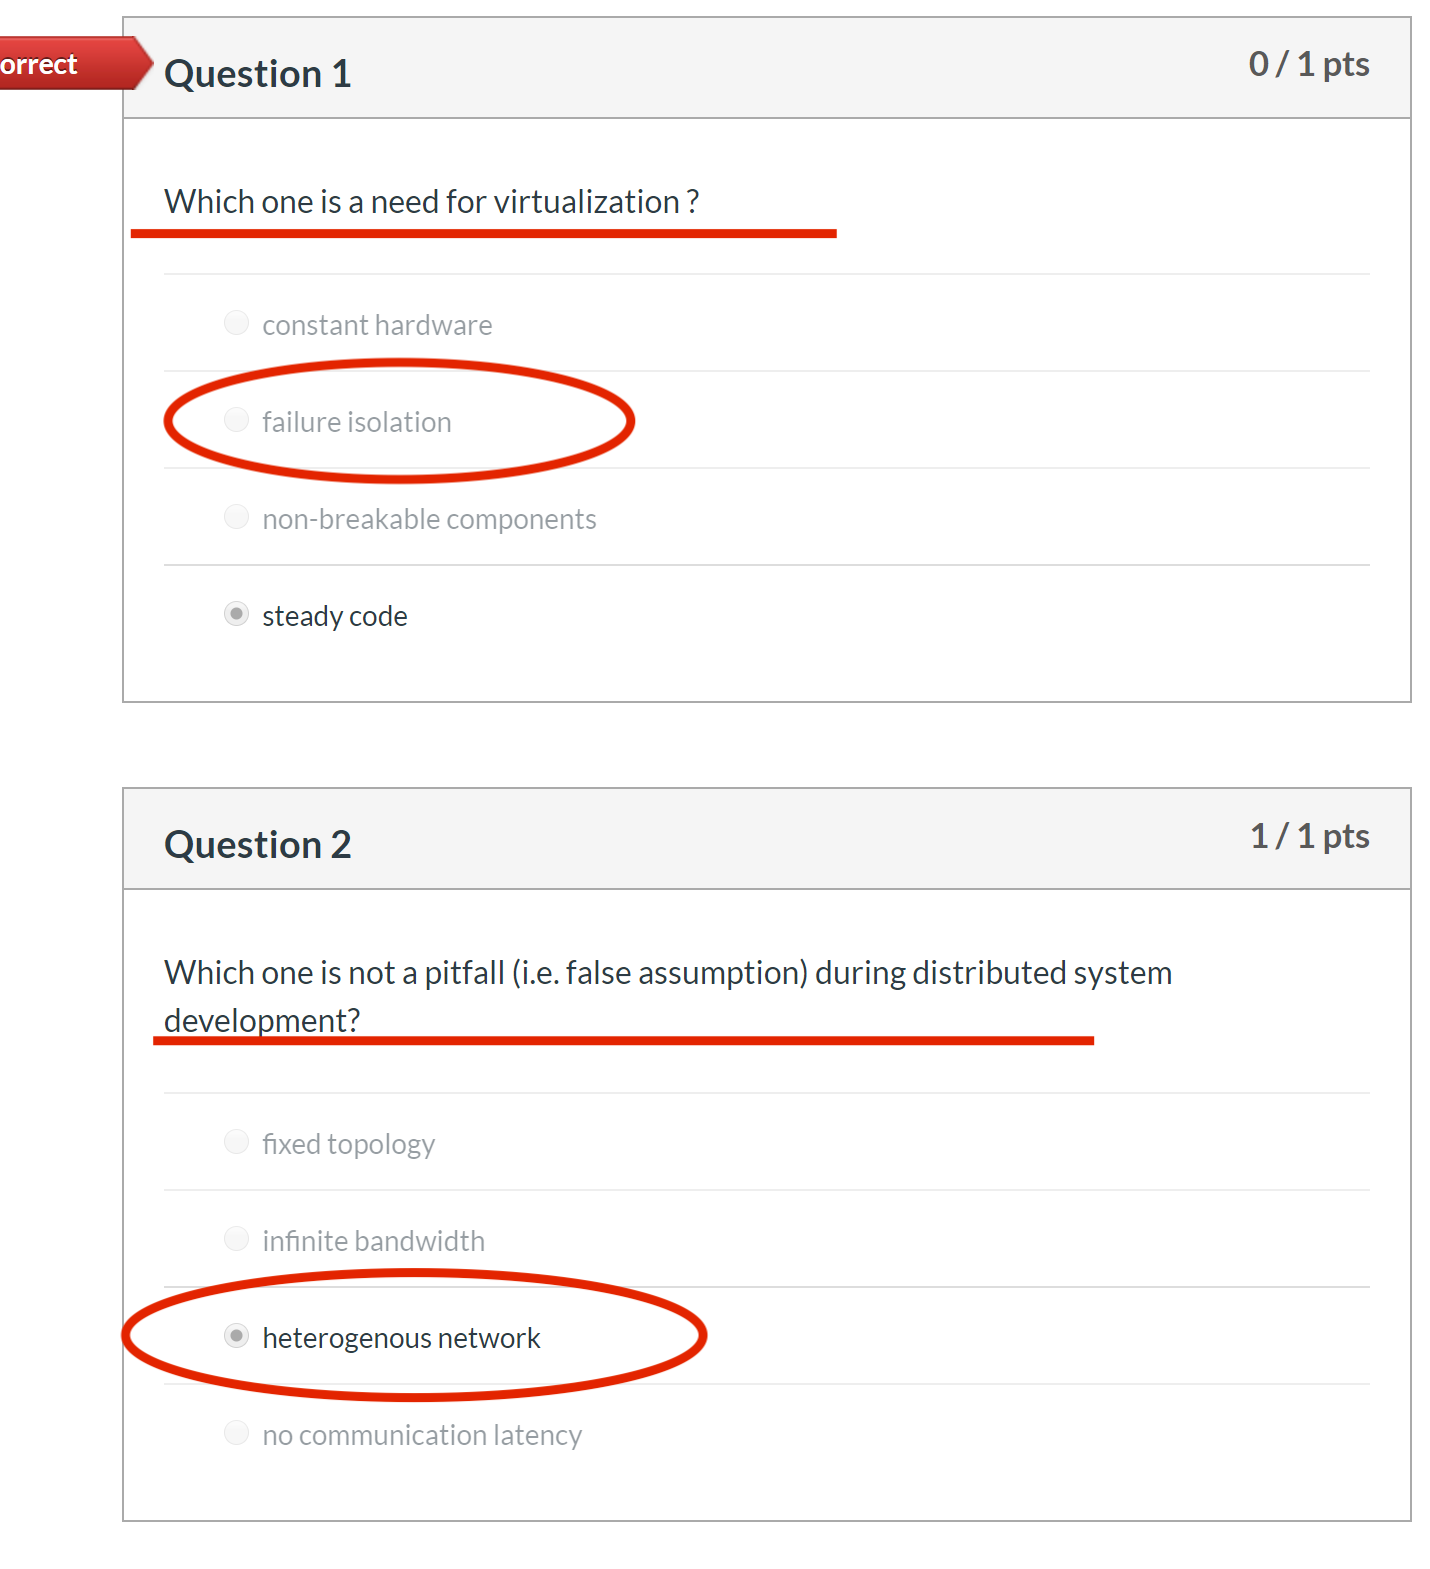 orrect
Question 1
0 / 1 pts
Which one is a need for virtualization ?
constant hardware
failure isolation
non-breakable components
steady code
Question 2
1 / 1 pts
Which one is not a pitfall (i.e. false assumption) during distributed system
development?
fixed topology
infinite bandwidth
heterogenous network
no communication latency